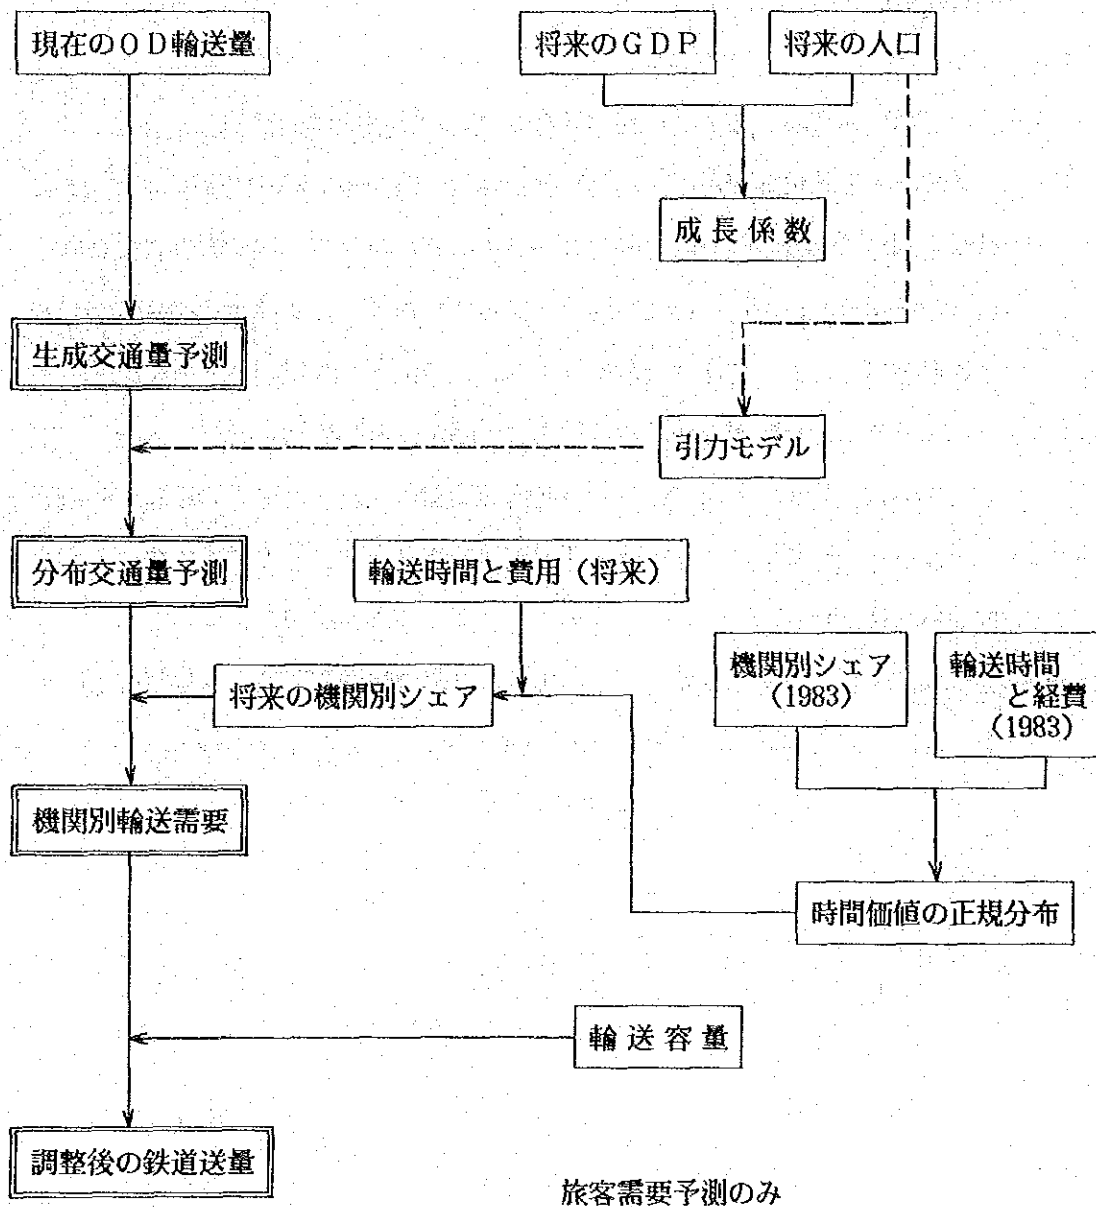 現在のOD輸送量
将来のGDP
将来の人口
成長係数
生成交通量予測
引力モデル
分布交通量予測
輸送時間と費用（将来）
機関別シェア
（1983）
輸送時間
と経費
（1983）
将来の機関別シェア
機関別輸送需要
時間価値の正規分布
輸送容量
調整後の鉄道送量
旅客需要予測のみ